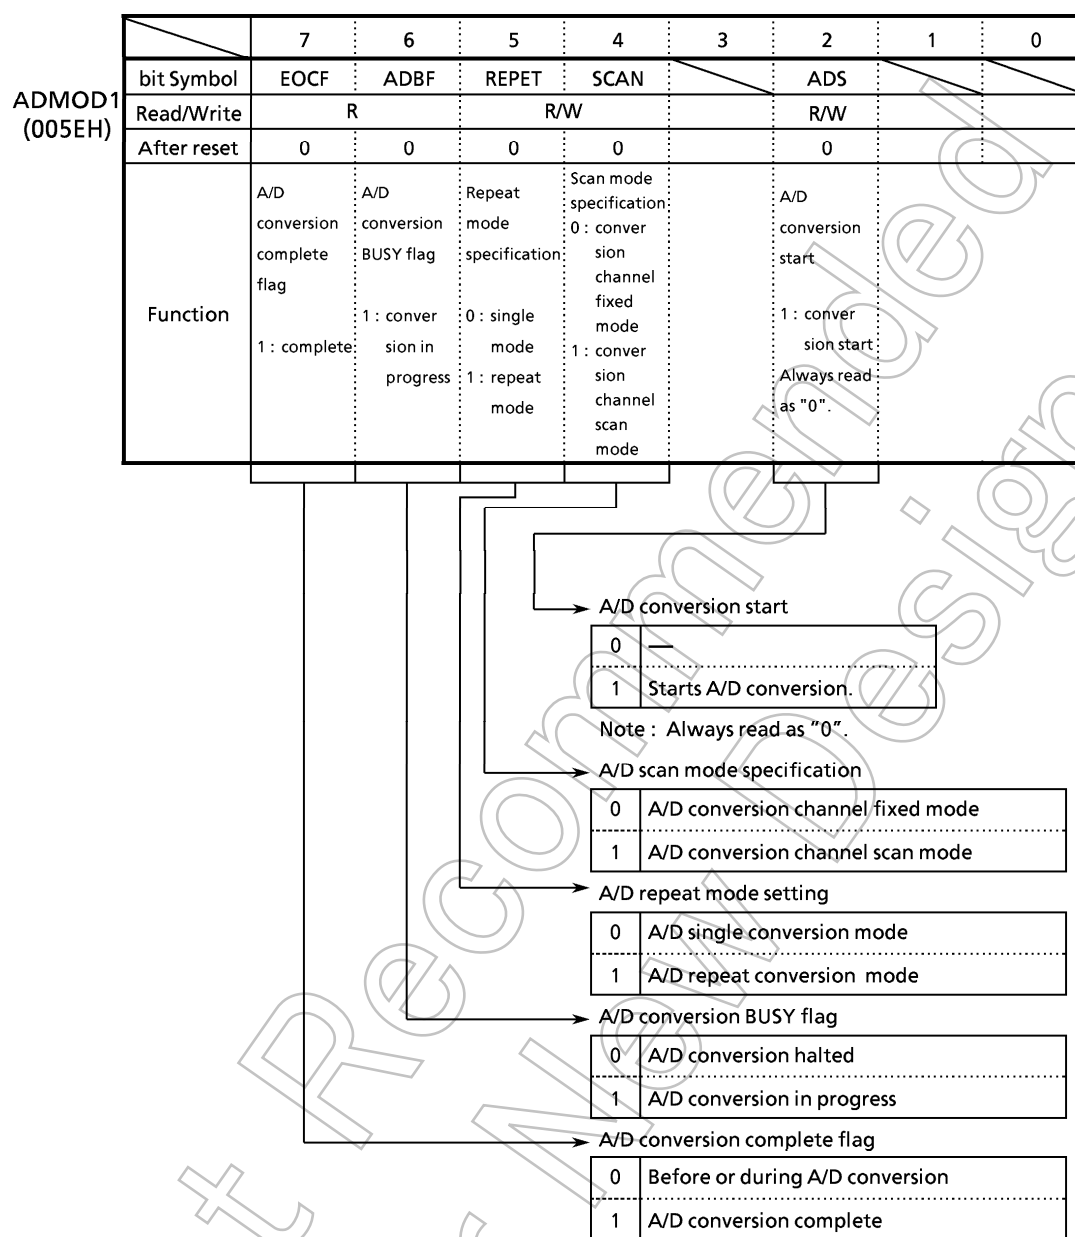 7 6 5 4 3 2 1 0
ADMOD1
(005EH)
bit Symbol EOCF ADBF REPET SCAN ADS
Read/Write R R/W R/W
After reset 0 0 0 0 0
Function
A/D
conversion
complete
flag
1 : complete
A/D
conversion
BUSY flag
1 : conver
sion in
progress
Repeat
mode
specification
0 : single
mode
1 : repeat
mode
Scan mode
specification
0 : conver
sion
channel
fixed
mode
1 : conver
sion
channel
scan
mode
A/D
conversion
start
1 : conver
sion start
Always read
as "0".
A/D conversion start
0 —
1 Starts A/D conversion.
Note : Always read as "0".
A/D scan mode specification
0 A/D conversion channel fixed mode
1 A/D conversion channel scan mode
A/D repeat mode setting
0 A/D single conversion mode
1 A/D repeat conversion mode
A/D conversion BUSY flag
0 A/D conversion halted
1 A/D conversion in progress
A/D conversion complete flag
0 Before or during A/D conversion
1 A/D conversion complete
t Recommended
r New Design